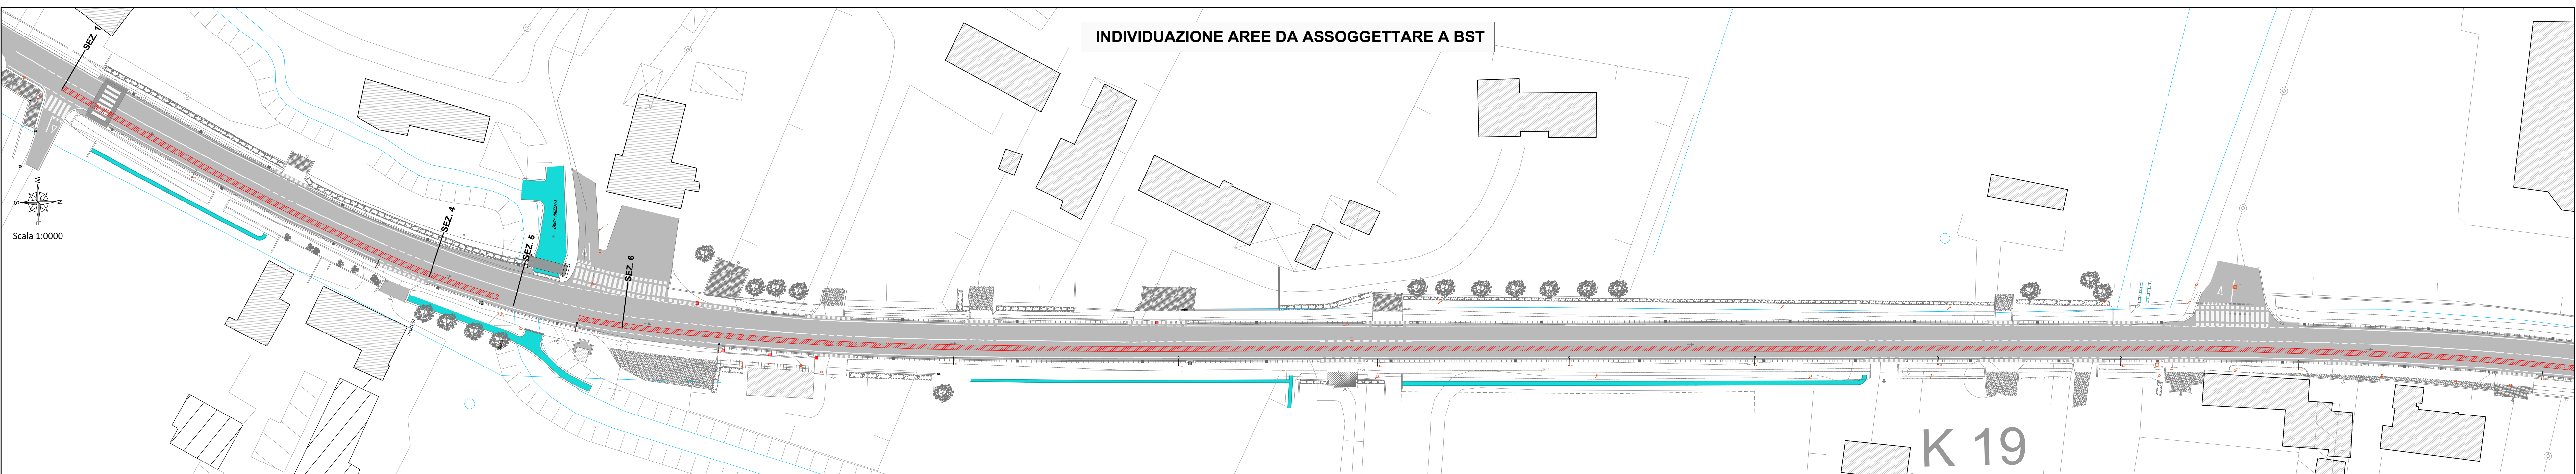 INDIVIDUAZIONE AREE DA ASSOGGETTARE A BST
SEZ. 1
W
S
N
E
Scala 1:0000
SEZ. 4
SEZ. 5
SEZ. 6
K 19